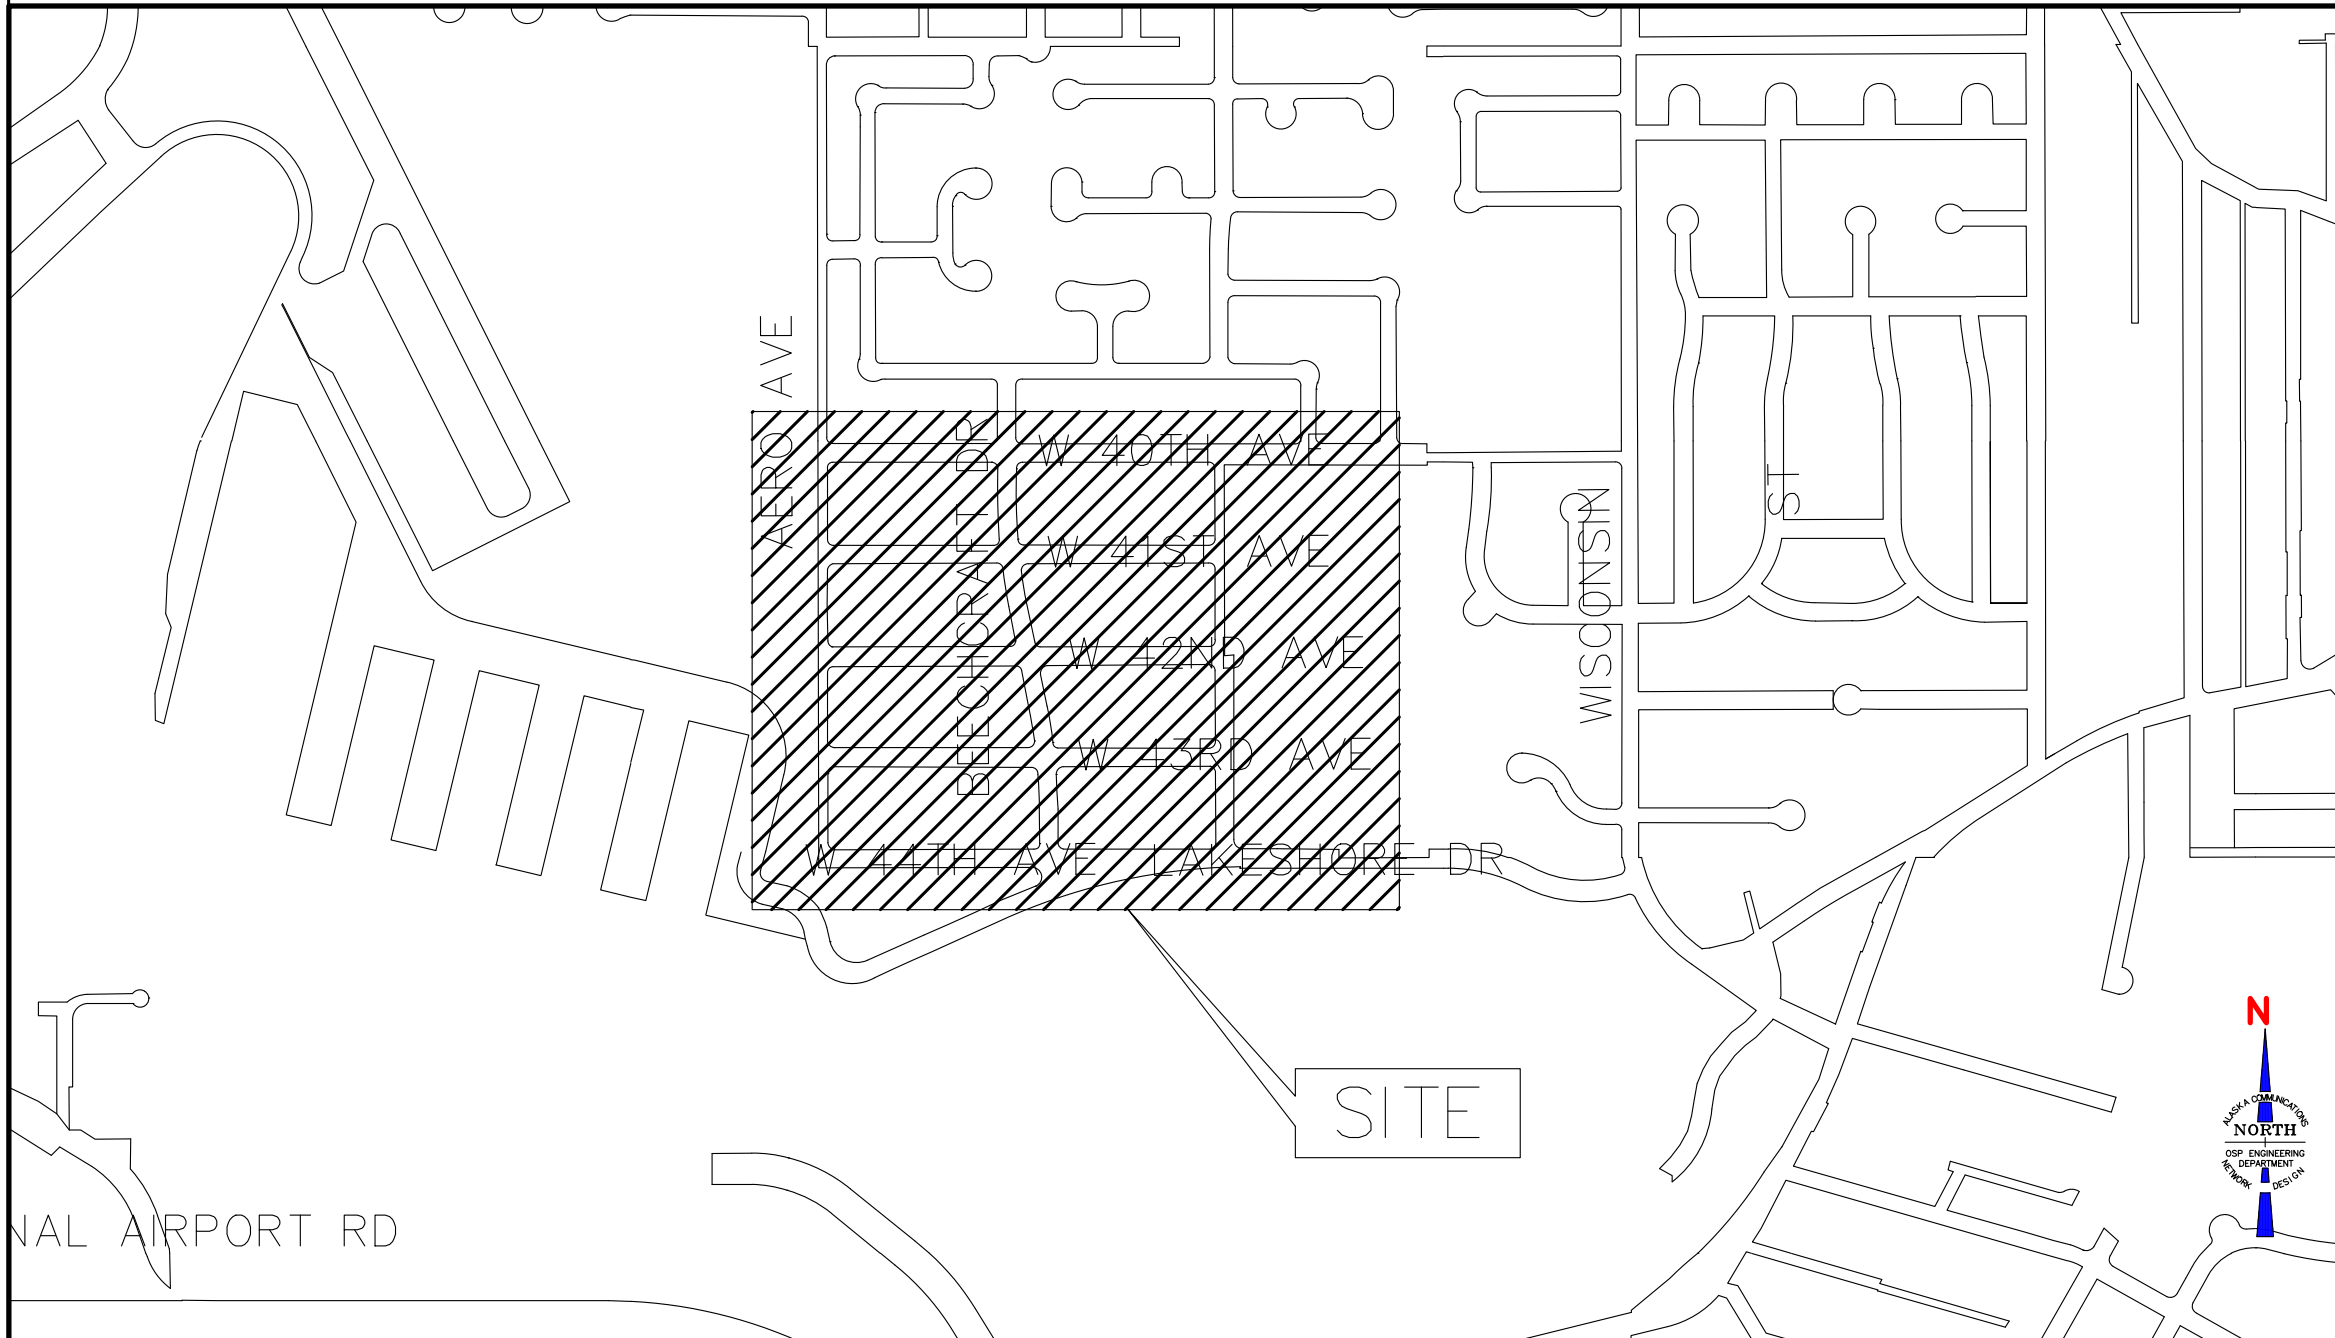 AERO AVE
BEECHCRAFT DR
W 40TH AVE
W 41ST AVE
W 42ND AVE
W 43RD AVE
W 44TH AVE LAKESHORE DR
WISCONSIN ST
SITE
NAL AIRPORT RD
N
ALASKA COMMUNICATIONS
NORTH
OSP ENGINEERING
DEPARTMENT
NETWORK DESIGN